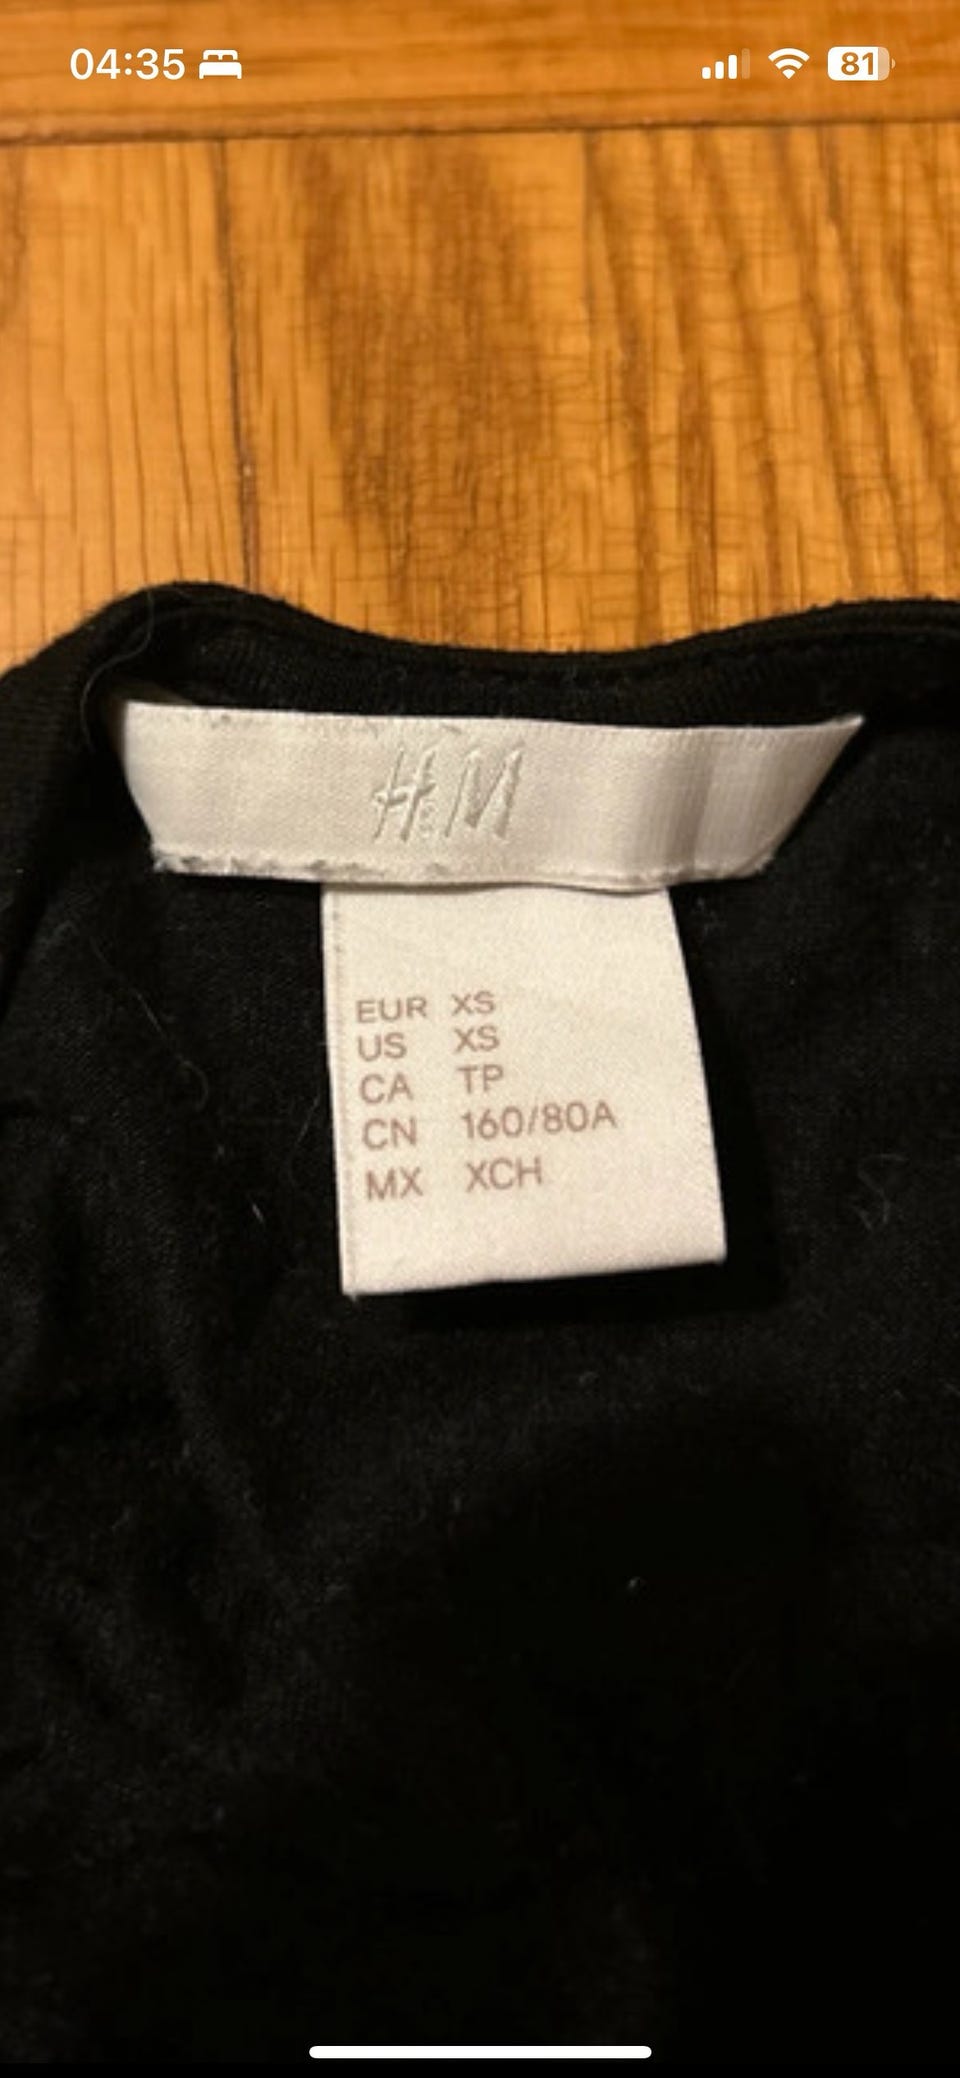 04:35
81
H&M
EUR XS
US XS
CA TP
CN 160/80A
MX XCH